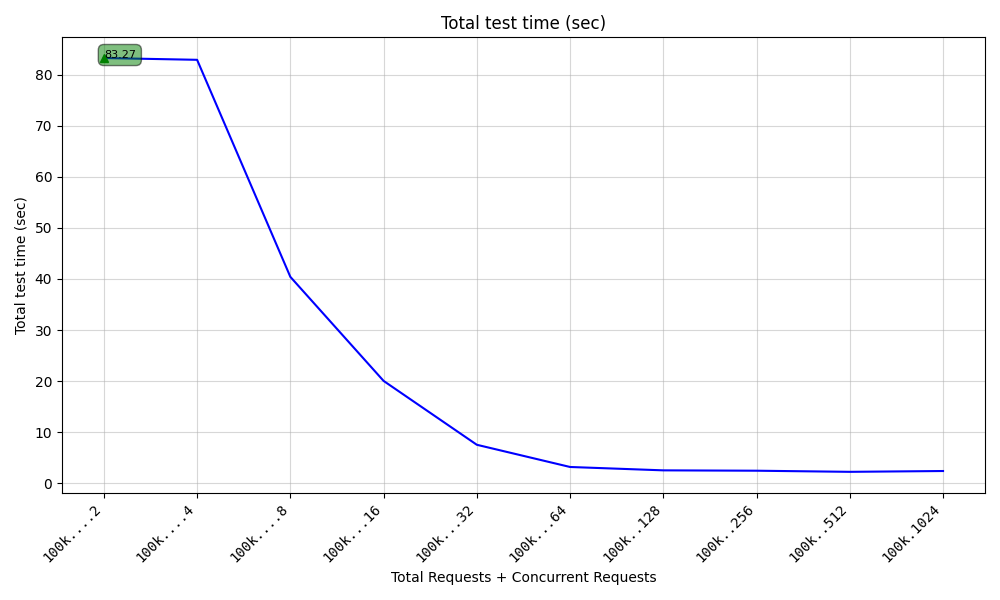 Total test time (sec)
83.27
Total test time (sec)
80
70
60
50
40
30
20
10
0
100k....2
100k....4
100k....8
100k...16
100k...32
100k...64
100k..128
100k..256
100k..512
100k.1024
Total Requests + Concurrent Requests